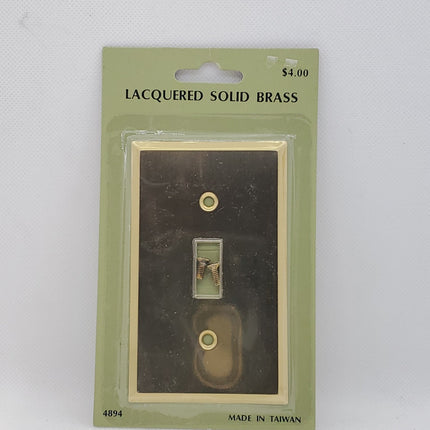 $4.00
LACQUERED SOLID BRASS
4894
MADE IN TAIWAN